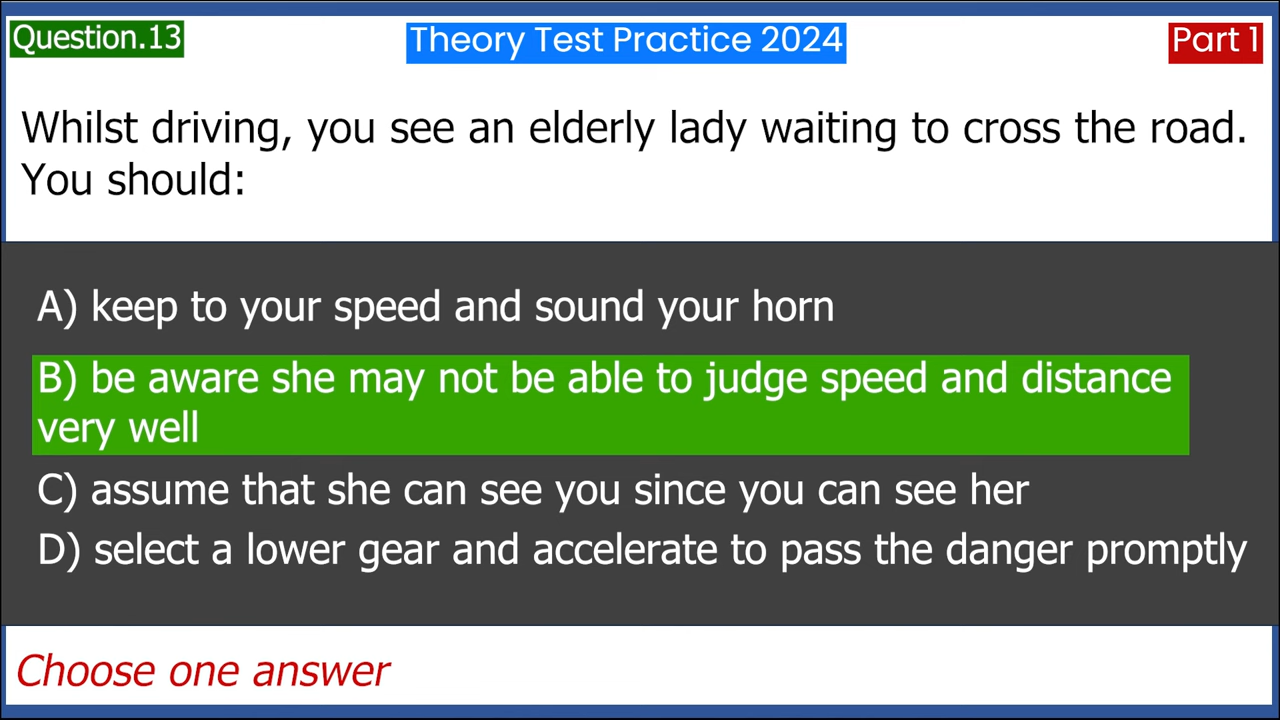 Question.13
Theory Test Practice 2024
Part 1
Whilst driving, you see an elderly lady waiting to cross the road.
You should:
A) keep to your speed and sound your horn
B) be aware she may not be able to judge speed and distance
very well
C) assume that she can see you since you can see her
D) select a lower gear and accelerate to pass the danger promptly
Choose one answer